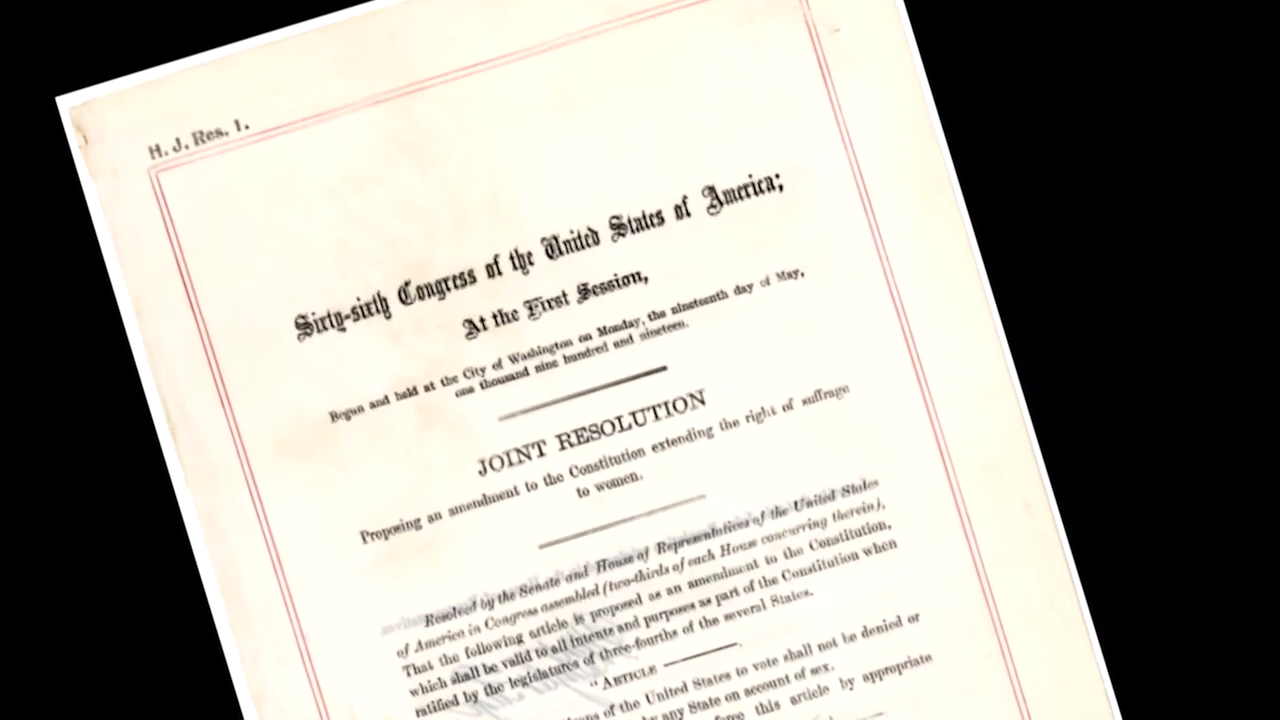 H. J. Res. 1.
Sixty-sixth Congress of the United States of America;
At the First Session,
Begun and held at the City of Washington on Monday, the nineteenth day of May,
one thousand nine hundred and nineteen.
JOINT RESOLUTION
Proposing an amendment to the Constitution extending the right of suffrage
to women.
Resolved by the Senate and House of Representatives of the United States
of America in Congress assembled (two-thirds of each House concurring therein),
That the following article is proposed as an amendment to the Constitution,
which shall be valid to all intents and purposes as part of the Constitution when
ratified by the legislatures of three-fourths of the several States.
"ARTICLE
of the United States to vote shall not be denied or
by any State on account of sex.
this article by appropriate